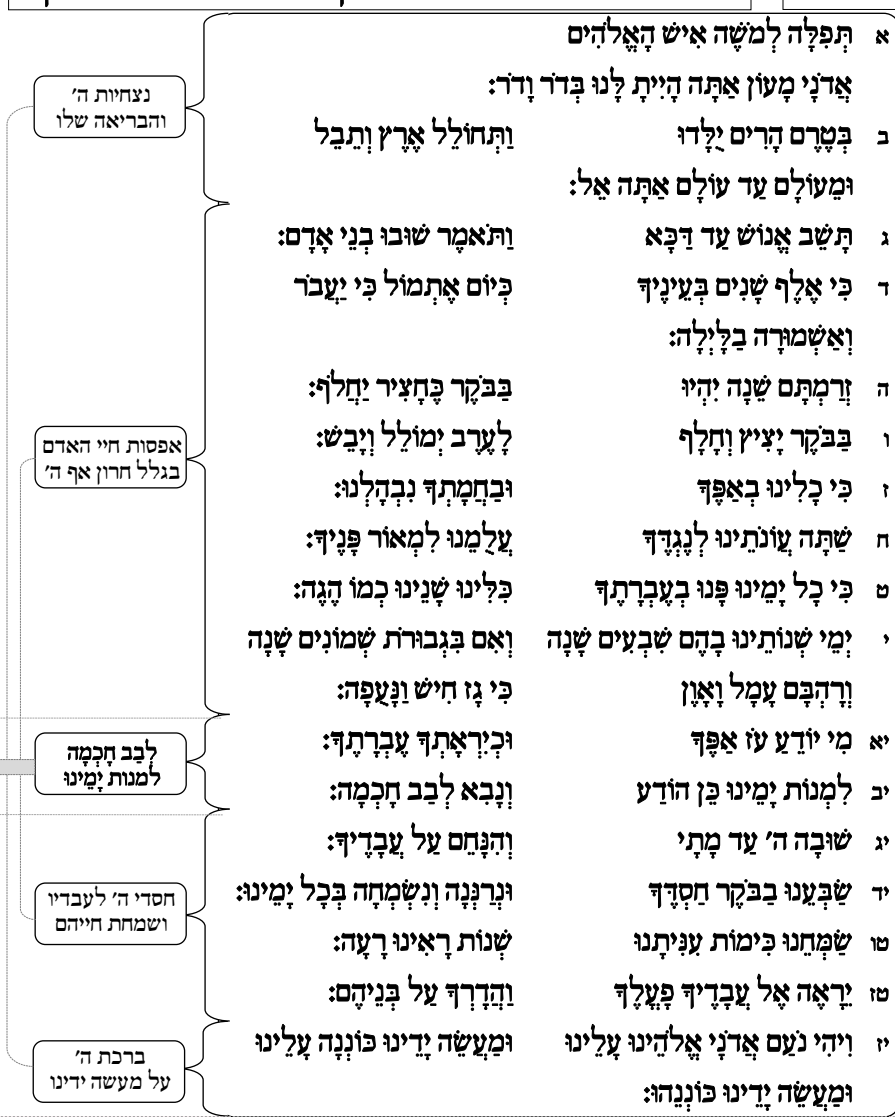 א תְּפִלָּה לְמֹשֶׁה אִישׁ הָאֱלֹהִים
אֲדֹנָי מָעוֹן אַתָּה הָיִיתָ לָּנוּ בְּדֹר וָדֹר:
ב בְּטֶרֶם הָרִים יֻלָּדוּ וַתְּחוֹלֵל אֶרֶץ וְתֵבֵל
וּמֵעוֹלָם עַד עוֹלָם אַתָּה אֵל:
נצחיות ה׳
והבריאה שלו
ג תָּשֵׁב אֱנוֹשׁ עַד דַּכָּא וַתֹּאמֶר שׁוּבוּ בְנֵי אָדָם:
ד כִּי אֶלֶף שָׁנִים בְּעֵינֶיךָ כְּיוֹם אֶתְמוֹל כִּי יַעֲבֹר
וְאַשְׁמוּרָה בַלָּיְלָה:
ה זְרַמְתָּם שֵׁנָה יִהְיוּ בַּבֹּקֶר כֶּחָצִיר יַחֲלֹף:
ו בַּבֹּקֶר יָצִיץ וְחָלָף לָעֶרֶב יְמוֹלֵל וְיָבֵשׁ:
ז כִּי כָלִינוּ בְאַפֶּךָ וּבַחֲמָתְךָ נִבְהָלְנוּ:
ח שַׁתָּה עֲוֹנֹתֵינוּ לְנֶגְדֶּךָ עֲלֻמֵנוּ לִמְאוֹר פָּנֶיךָ:
ט כִּי כָל יָמֵינוּ פָּנוּ בְעֶבְרָתֶךָ כִּלִּינוּ שָׁנֵינוּ כְמוֹ הֶגֶה:
י יְמֵי שְׁנוֹתֵינוּ בָהֶם שִׁבְעִים שָׁנָה וְאִם בִּגְבוּרֹת שְׁמוֹנִים שָׁנָה
וְרָהְבָּם עָמָל וָאָוֶן כִּי גָז חִישׁ וַנָּעֻפָה:
אפסות חיי האדם
בגלל חרון אף ה׳
יא מִי יוֹדֵעַ עֹז אַפֶּךָ וּכְיִרְאָתְךָ עֶבְרָתֶךָ:
יב לִמְנוֹת יָמֵינוּ כֵּן הוֹדַע וְנָבִא לְבַב חָכְמָה:
לְבַב חָכְמָה
למנות יָמֵינוּ
יג שׁוּבָה ה׳ עַד מָתָי וְהִנָּחֵם עַל עֲבָדֶיךָ:
יד שַׂבְּעֵנוּ בַבֹּקֶר חַסְדֶּךָ וּנְרַנְּנָה וְנִשְׂמְחָה בְּכָל יָמֵינוּ:
טו שַׂמְּחֵנוּ כִּימוֹת עִנִּיתָנוּ שְׁנוֹת רָאִינוּ רָעָה:
טז יֵרָאֶה אֶל עֲבָדֶיךָ פָעֳלֶךָ וַהֲדָרְךָ עַל בְּנֵיהֶם:
חסדי ה׳ לעבדיו
ושמחת חייהם
יז וִיהִי נֹעַם אֲדֹנָי אֱלֹהֵינוּ עָלֵינוּ וּמַעֲשֵׂה יָדֵינוּ כּוֹנְנָה עָלֵינוּ
וּמַעֲשֵׂה יָדֵינוּ כּוֹנְנֵהוּ:
ברכת ה׳
על מעשה ידינו